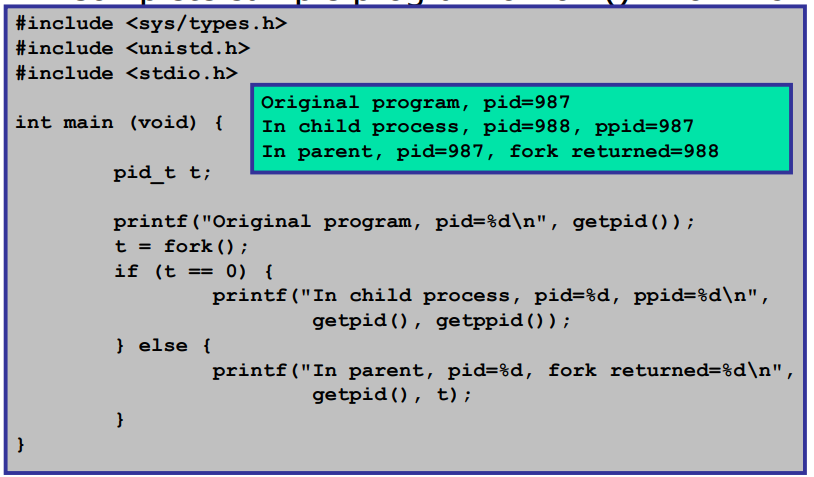 #include <sys/types.h>
#include <unistd.h>
#include <stdio.h>
Original program, pid=987
In child process, pid=988, ppid=987
In parent, pid=987, fork returned=988
int main (void) {
pid_t t;
printf("Original program, pid=%d\n", getpid());
t = fork();
if (t == 0) {
printf("In child process, pid=%d, ppid=%d\n",
getpid(), getppid());
} else {
printf("In parent, pid=%d, fork returned=%d\n",
getpid(), t);
}
}